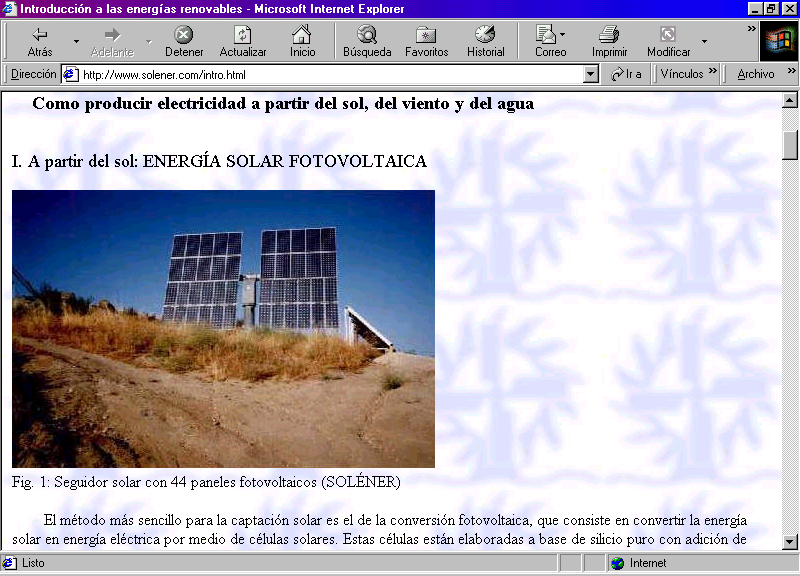 Introducción a las energías renovables - Microsoft Internet Explorer
Atrás Adelante Detener Actualizar Inicio Búsqueda Favoritos Historial Correo Imprimir Modificar »
Dirección http://www.solener.com/intro.html Ir a Vínculos » Archivo »
Como producir electricidad a partir del sol, del viento y del agua
I. A partir del sol: ENERGÍA SOLAR FOTOVOLTAICA
Fig. 1: Seguidor solar con 44 paneles fotovoltaicos (SOLÉNER)
El método más sencillo para la captación solar es el de la conversión fotovoltaica, que consiste en convertir la energía
solar en energía eléctrica por medio de células solares. Estas células están elaboradas a base de silicio puro con adición de
Listo Internet